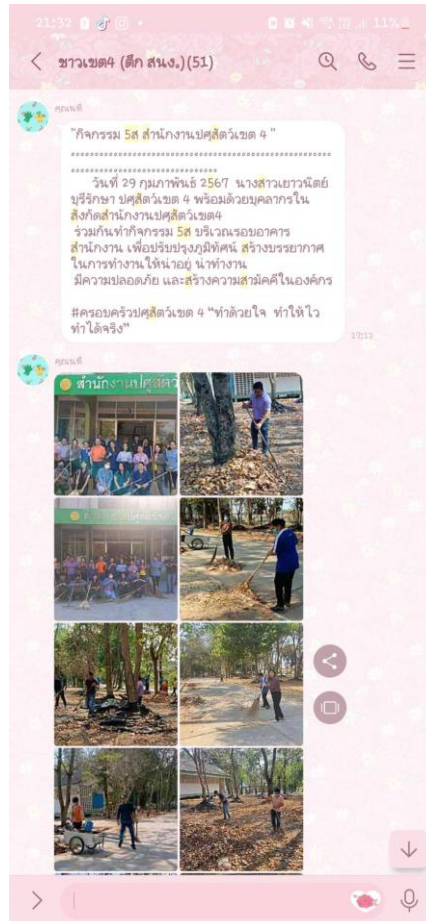 21:32
11%
ชาวเขต4 (ตึก สนง.)(51)
คุณนที
"กิจกรรม 5ส สำนักงานปศุสัตว์เขต 4 "
วันที่ 29 กุมภาพันธ์ 2567 นางสาวเยาวนิตย์
บุรีรักษา ปศุสัตว์เขต 4 พร้อมด้วยบุคลากรใน
สังกัดสำนักงานปศุสัตว์เขต4
ร่วมกันทำกิจกรรม 5ส บริเวณรอบอาคาร
สำนักงาน เพื่อปรับปรุงภูมิทัศน์ สร้างบรรยากาศ
ในการทำงานให้น่าอยู่ น่าทำงาน
มีความปลอดภัย และสร้างความสามัคคีในองค์กร
#ครอบครัวปศุสัตว์เขต 4 “ทำด้วยใจ ทำให้ไว
ทำได้จริง”
17:12
คุณนที
สำนักงานปศุสัตว